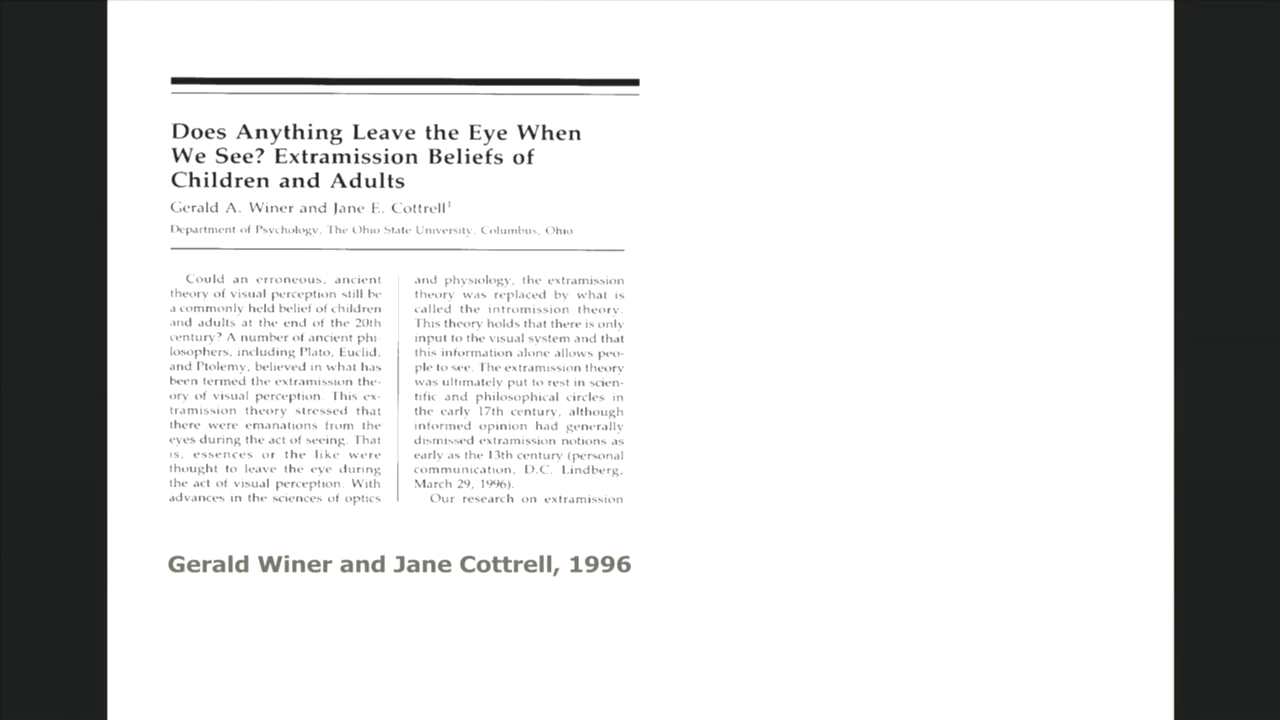 Does Anything Leave the Eye When
We See? Extramission Beliefs of
Children and Adults
Gerald A. Winer and Jane E. Cottrell¹
Department of Psychology, The Ohio State University, Columbus, Ohio
Could an erroneous, ancient
theory of visual perception still be
a commonly held belief of children
and adults at the end of the 20th
century? A number of ancient phi-
losophers, including Plato, Euclid,
and Ptolemy, believed in what has
been termed the extramission the-
ory of visual perception. This ex-
tramission theory stressed that
there were emanations from the
eyes during the act of seeing. That
is, essences or the like were
thought to leave the eye during
the act of visual perception. With
advances in the sciences of optics
and physiology, the extramission
theory was replaced by what is
called the intromission theory.
This theory holds that there is only
input to the visual system and that
this information alone allows peo-
ple to see. The extramission theory
was ultimately put to rest in scien-
tific and philosophical circles in
the early 17th century, although
informed opinion had generally
dismissed extramission notions as
early as the 13th century (personal
communication, D.C. Lindberg,
March 29, 1996).
Our research on extramission
Gerald Winer and Jane Cottrell, 1996